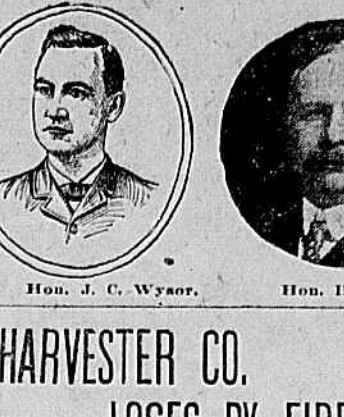 Hon. J. C. Wysor.
Hon.
HARVESTER CO.
LOSES BY FIRE